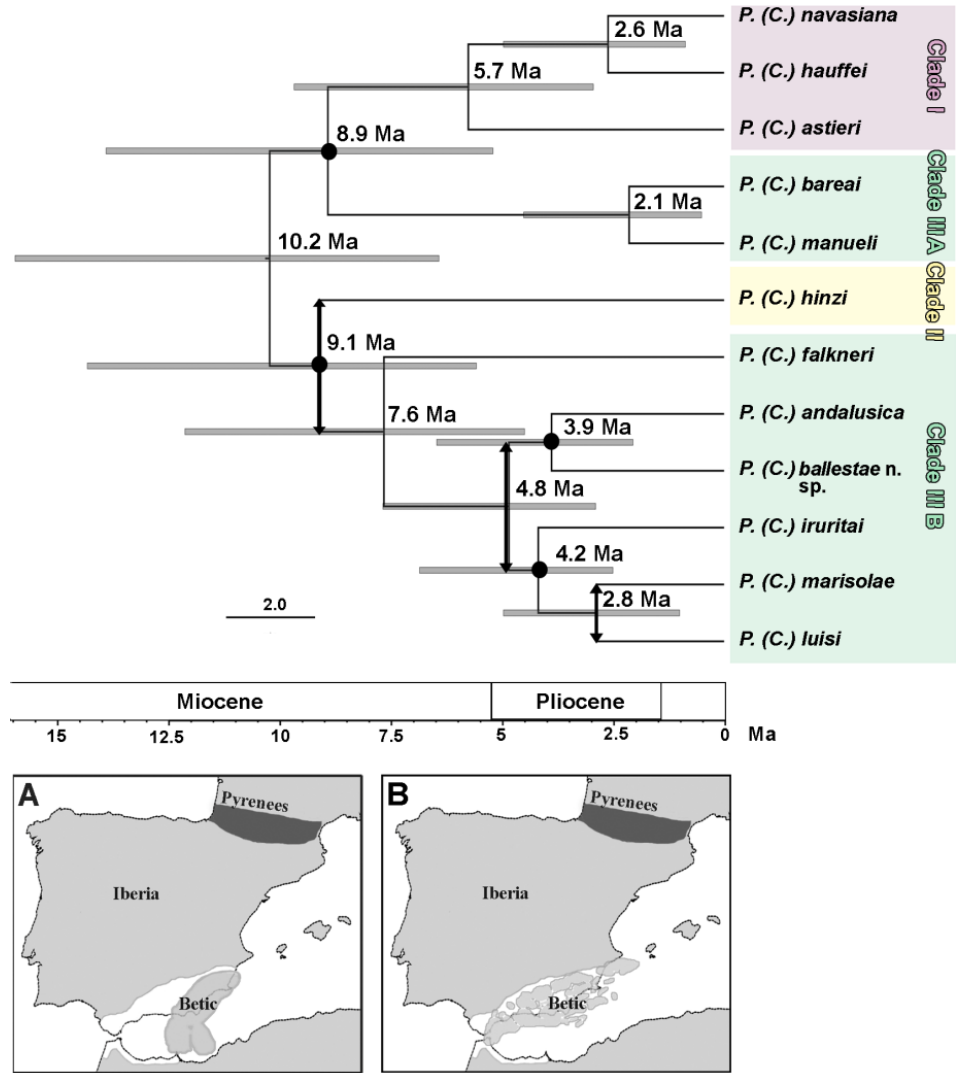 P. (C.) navasiana
2.6 Ma
P. (C.) hauffei
5.7 Ma
P. (C.) astieri
Clade I
8.9 Ma
P. (C.) bareai
2.1 Ma
P. (C.) manueli
Clade IIIA
10.2 Ma
P. (C.) hinzi
Clade II
9.1 Ma
P. (C.) falkneri
7.6 Ma
P. (C.) andalusica
3.9 Ma
P. (C.) ballestae n.
sp.
4.8 Ma
P. (C.) iruritai
4.2 Ma
P. (C.) marisolae
2.8 Ma
P. (C.) luisi
Clade III B
2.0
Miocene
Pliocene
15 12.5 10 7.5 5 2.5 0 Ma
A
Pyrenees
Iberia
Betic
B
Pyrenees
Iberia
Betic